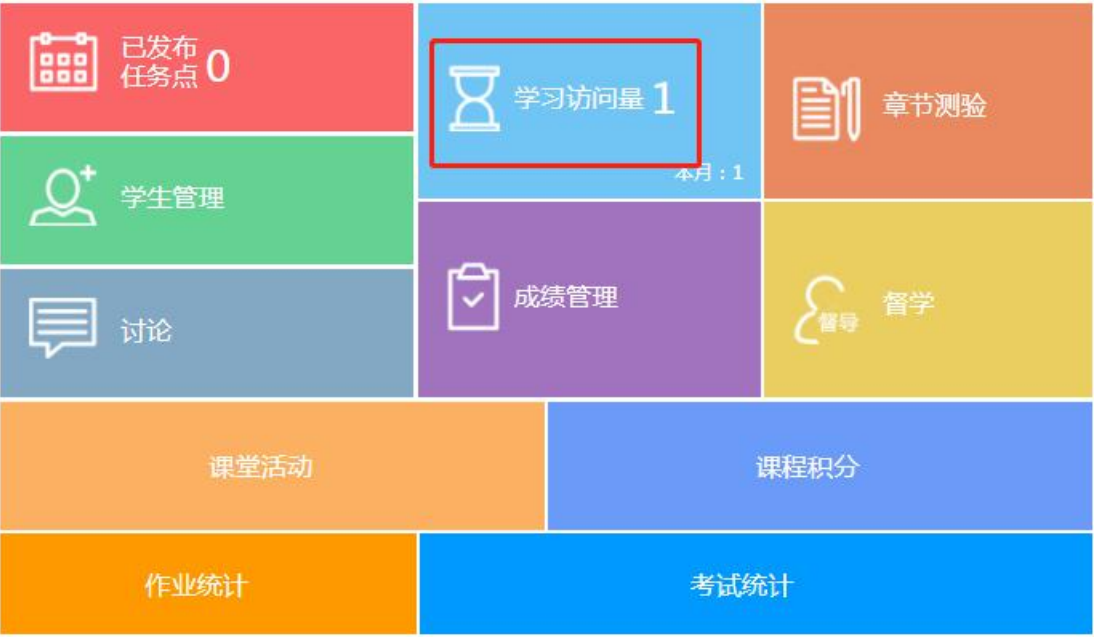 已发布
任务点 0
学习访问量 1
本月：1
章节测验
学生管理
讨论
成绩管理
督导
督学
课堂活动
课程积分
作业统计
考试统计